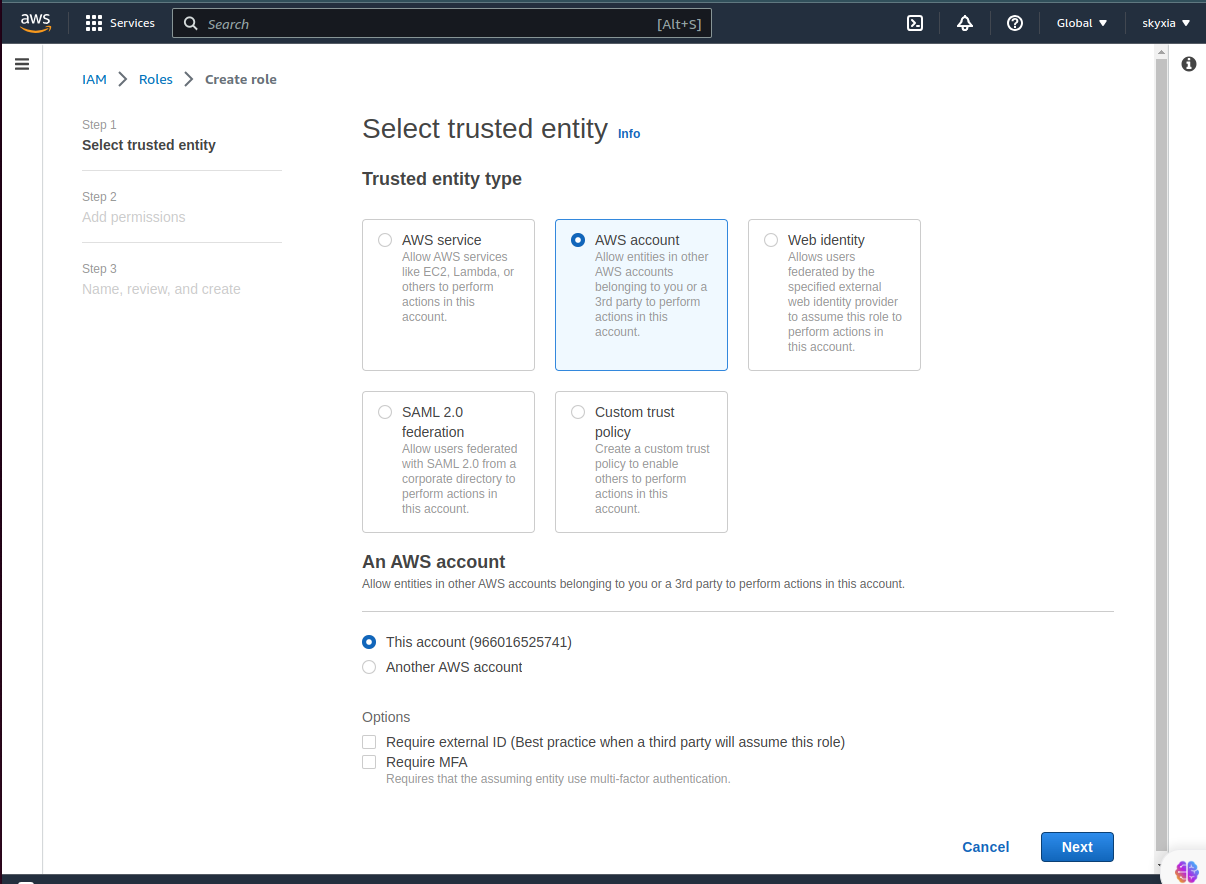 aws Services Search [Alt+S] Global skyxia
IAM Roles Create role
Step 1
Select trusted entity
Step 2
Add permissions
Step 3
Name, review, and create
Select trusted entity Info
Trusted entity type
AWS service
Allow AWS services
like EC2, Lambda, or
others to perform
actions in this
account.
AWS account
Allow entities in other
AWS accounts
belonging to you or a
3rd party to perform
actions in this
account.
Web identity
Allows users
federated by the
specified external
web identity provider
to assume this role to
perform actions in
this account.
SAML 2.0
federation
Allow users federated
with SAML 2.0 from a
corporate directory to
perform actions in
this account.
Custom trust
policy
Create a custom trust
policy to enable
others to perform
actions in this
account.
An AWS account
Allow entities in other AWS accounts belonging to you or a 3rd party to perform actions in this account.
This account (966016525741)
Another AWS account
Options
Require external ID (Best practice when a third party will assume this role)
Require MFA
Requires that the assuming entity use multi-factor authentication.
Cancel Next